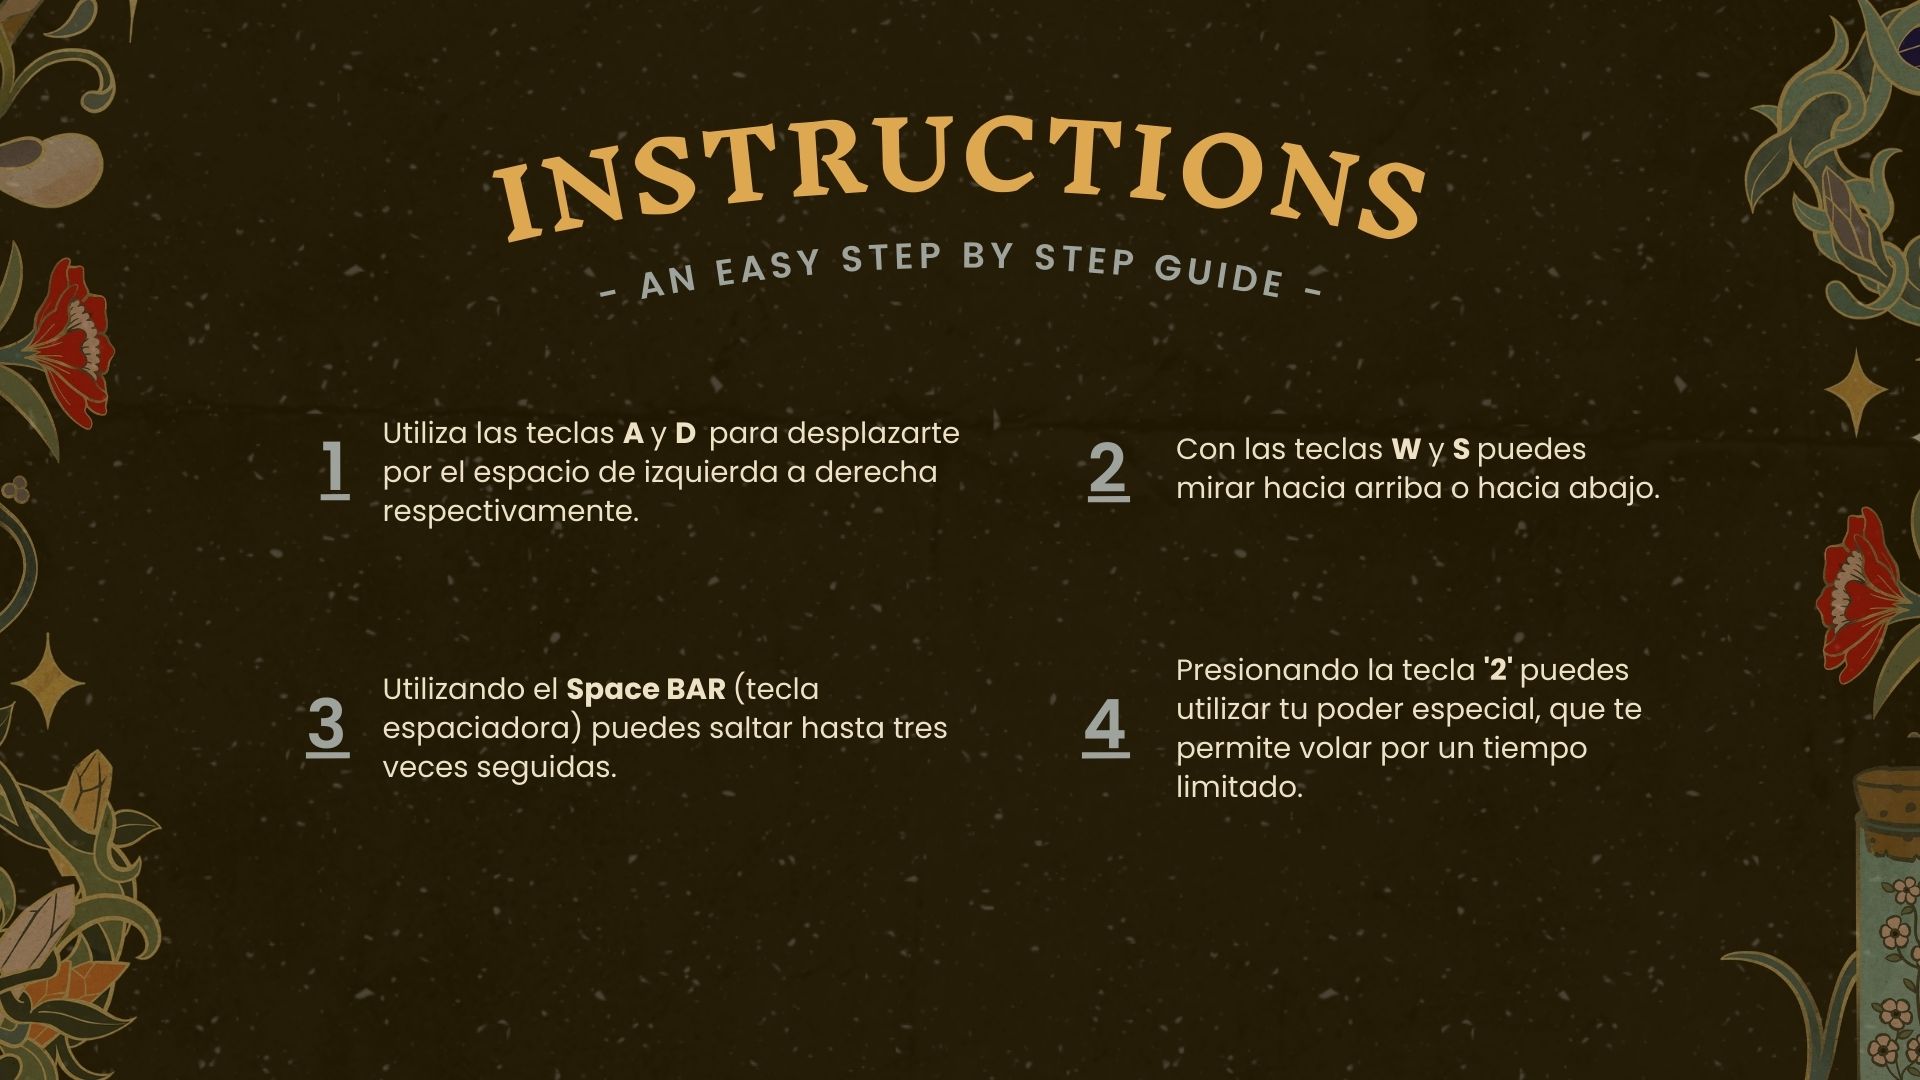 INSTRUCTIONS
- AN EASY STEP BY STEP GUIDE -
1
Utiliza las teclas A y D para desplazarte
por el espacio de izquierda a derecha
respectivamente.
2
Con las teclas W y S puedes
mirar hacia arriba o hacia abajo.
3
Utilizando el Space BAR (tecla
espaciadora) puedes saltar hasta tres
veces seguidas.
4
Presionando la tecla '2' puedes
utilizar tu poder especial, que te
permite volar por un tiempo
limitado.